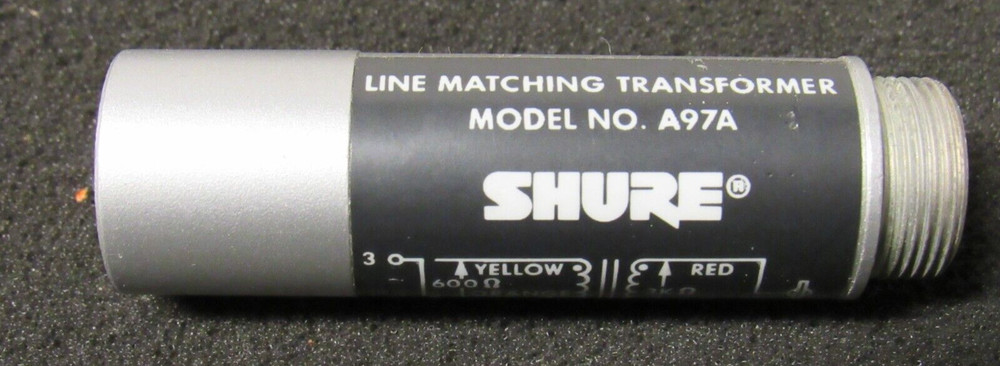 LINE MATCHING TRANSFORMER
MODEL NO. A97A
SHURE®
3 YELLOW RED
600 Ω